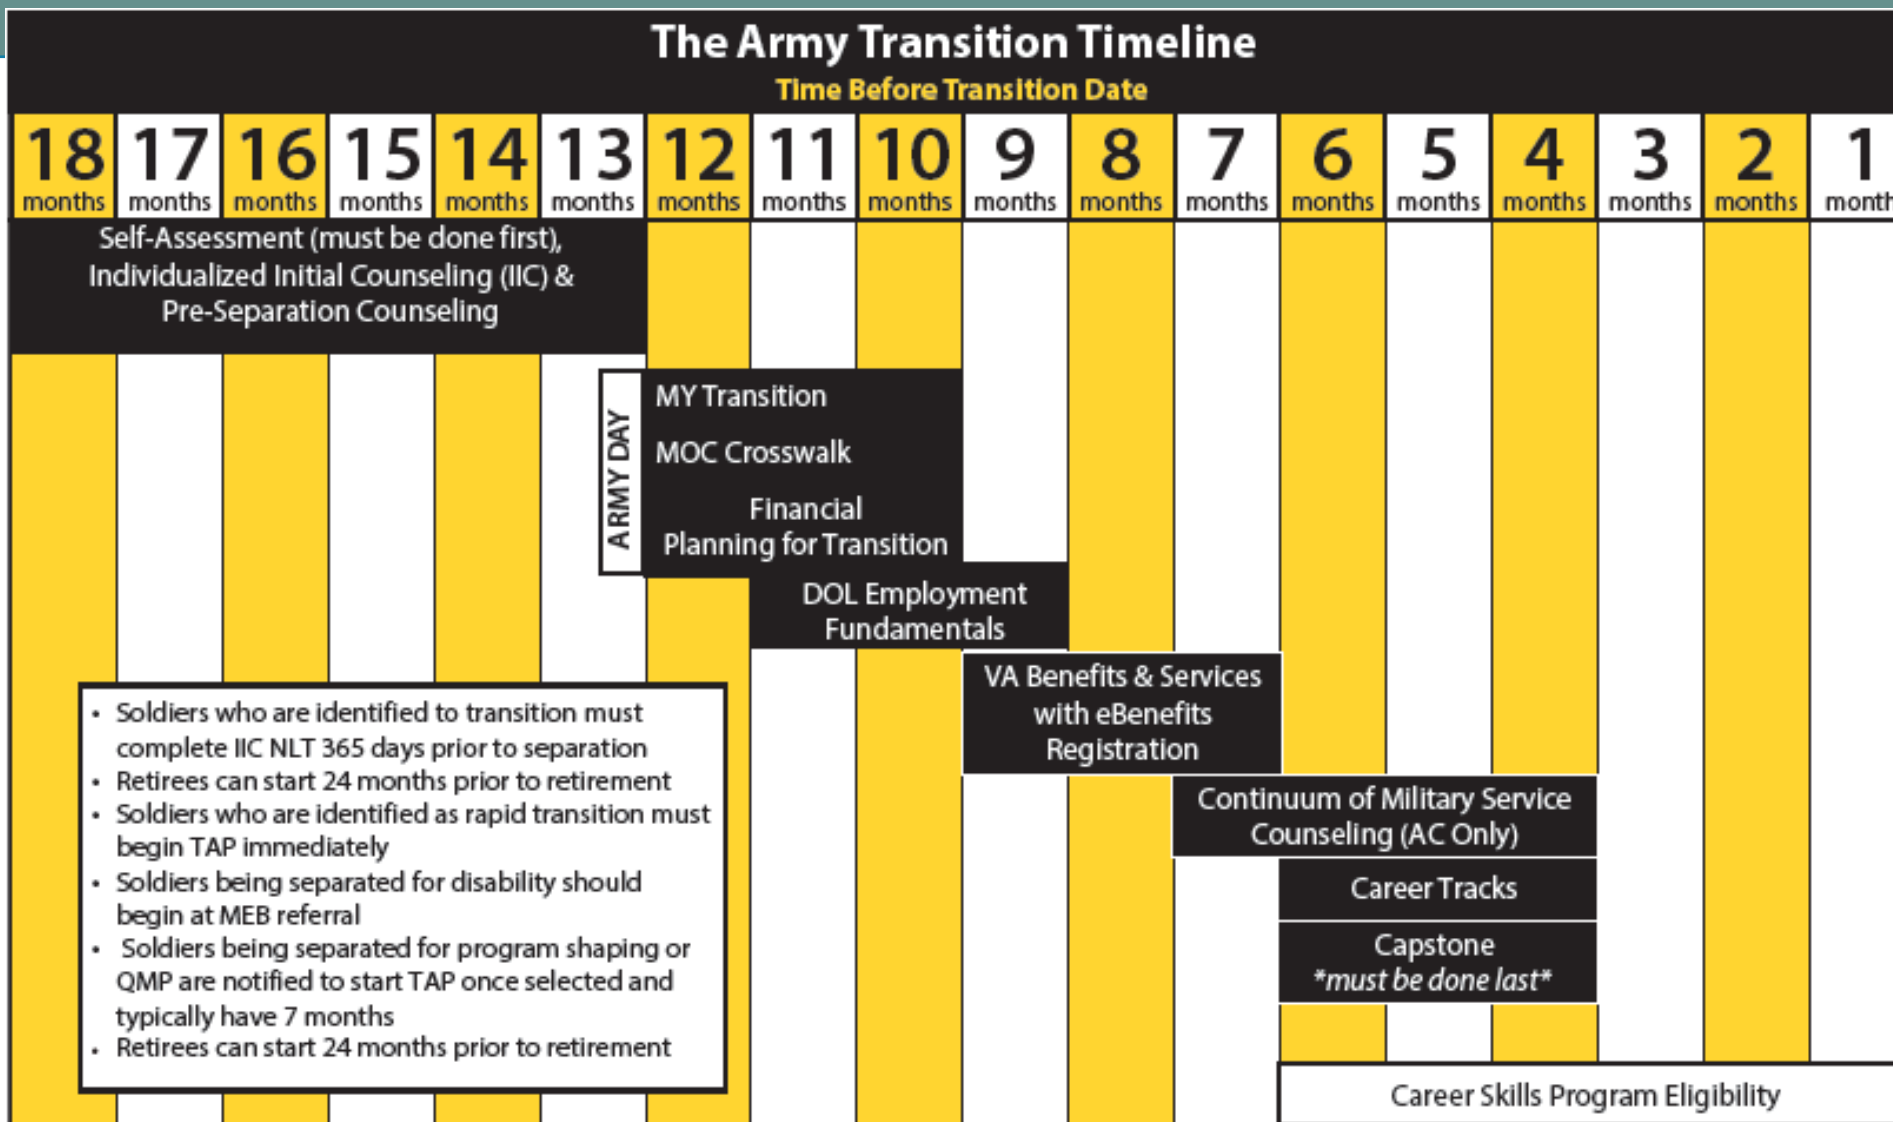 The Army Transition Timeline
Time Before Transition Date
18 17 16 15 14 13 12 11 10 9 8 7 6 5 4 3 2 1
months months months months months months months months months months months months months months months months months month
Self-Assessment (must be done first),
Individualized Initial Counseling (IIC) &
Pre-Separation Counseling
ARMY DAY
MY Transition
MOC Crosswalk
Financial
Planning for Transition
DOL Employment
Fundamentals
VA Benefits & Services
with eBenefits
Registration
Continuum of Military Service
Counseling (AC Only)
Career Tracks
Capstone
*must be done last*
Career Skills Program Eligibility
• Soldiers who are identified to transition must
complete IIC NLT 365 days prior to separation
• Retirees can start 24 months prior to retirement
• Soldiers who are identified as rapid transition must
begin TAP immediately
• Soldiers being separated for disability should
begin at MEB referral
• Soldiers being separated for program shaping or
QMP are notified to start TAP once selected and
typically have 7 months
• Retirees can start 24 months prior to retirement